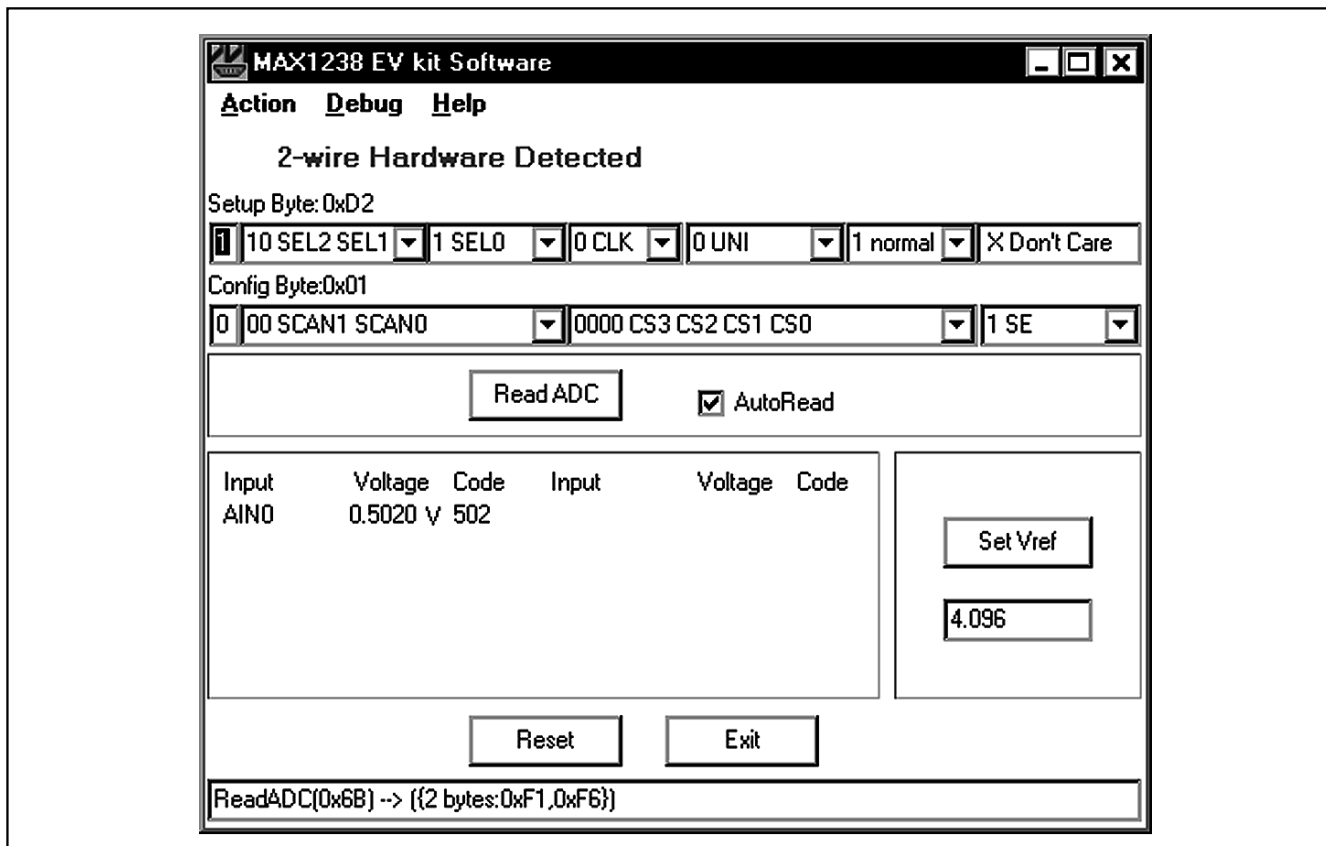 MAX1238 EV kit Software
Action Debug Help
2-wire Hardware Detected
Setup Byte: 0xD2
1 10 SEL2 SEL1 1 SEL0 0 CLK 0 UNI 1 normal X Don't Care
Config Byte:0x01
0 00 SCAN1 SCAN0 0000 CS3 CS2 CS1 CS0 1 SE
Read ADC AutoRead
Input Voltage Code Input Voltage Code
AIN0 0.5020 V 502
Set Vref
4.096
Reset Exit
ReadADC(0x6B) --> ({2 bytes:0xF1,0xF6})